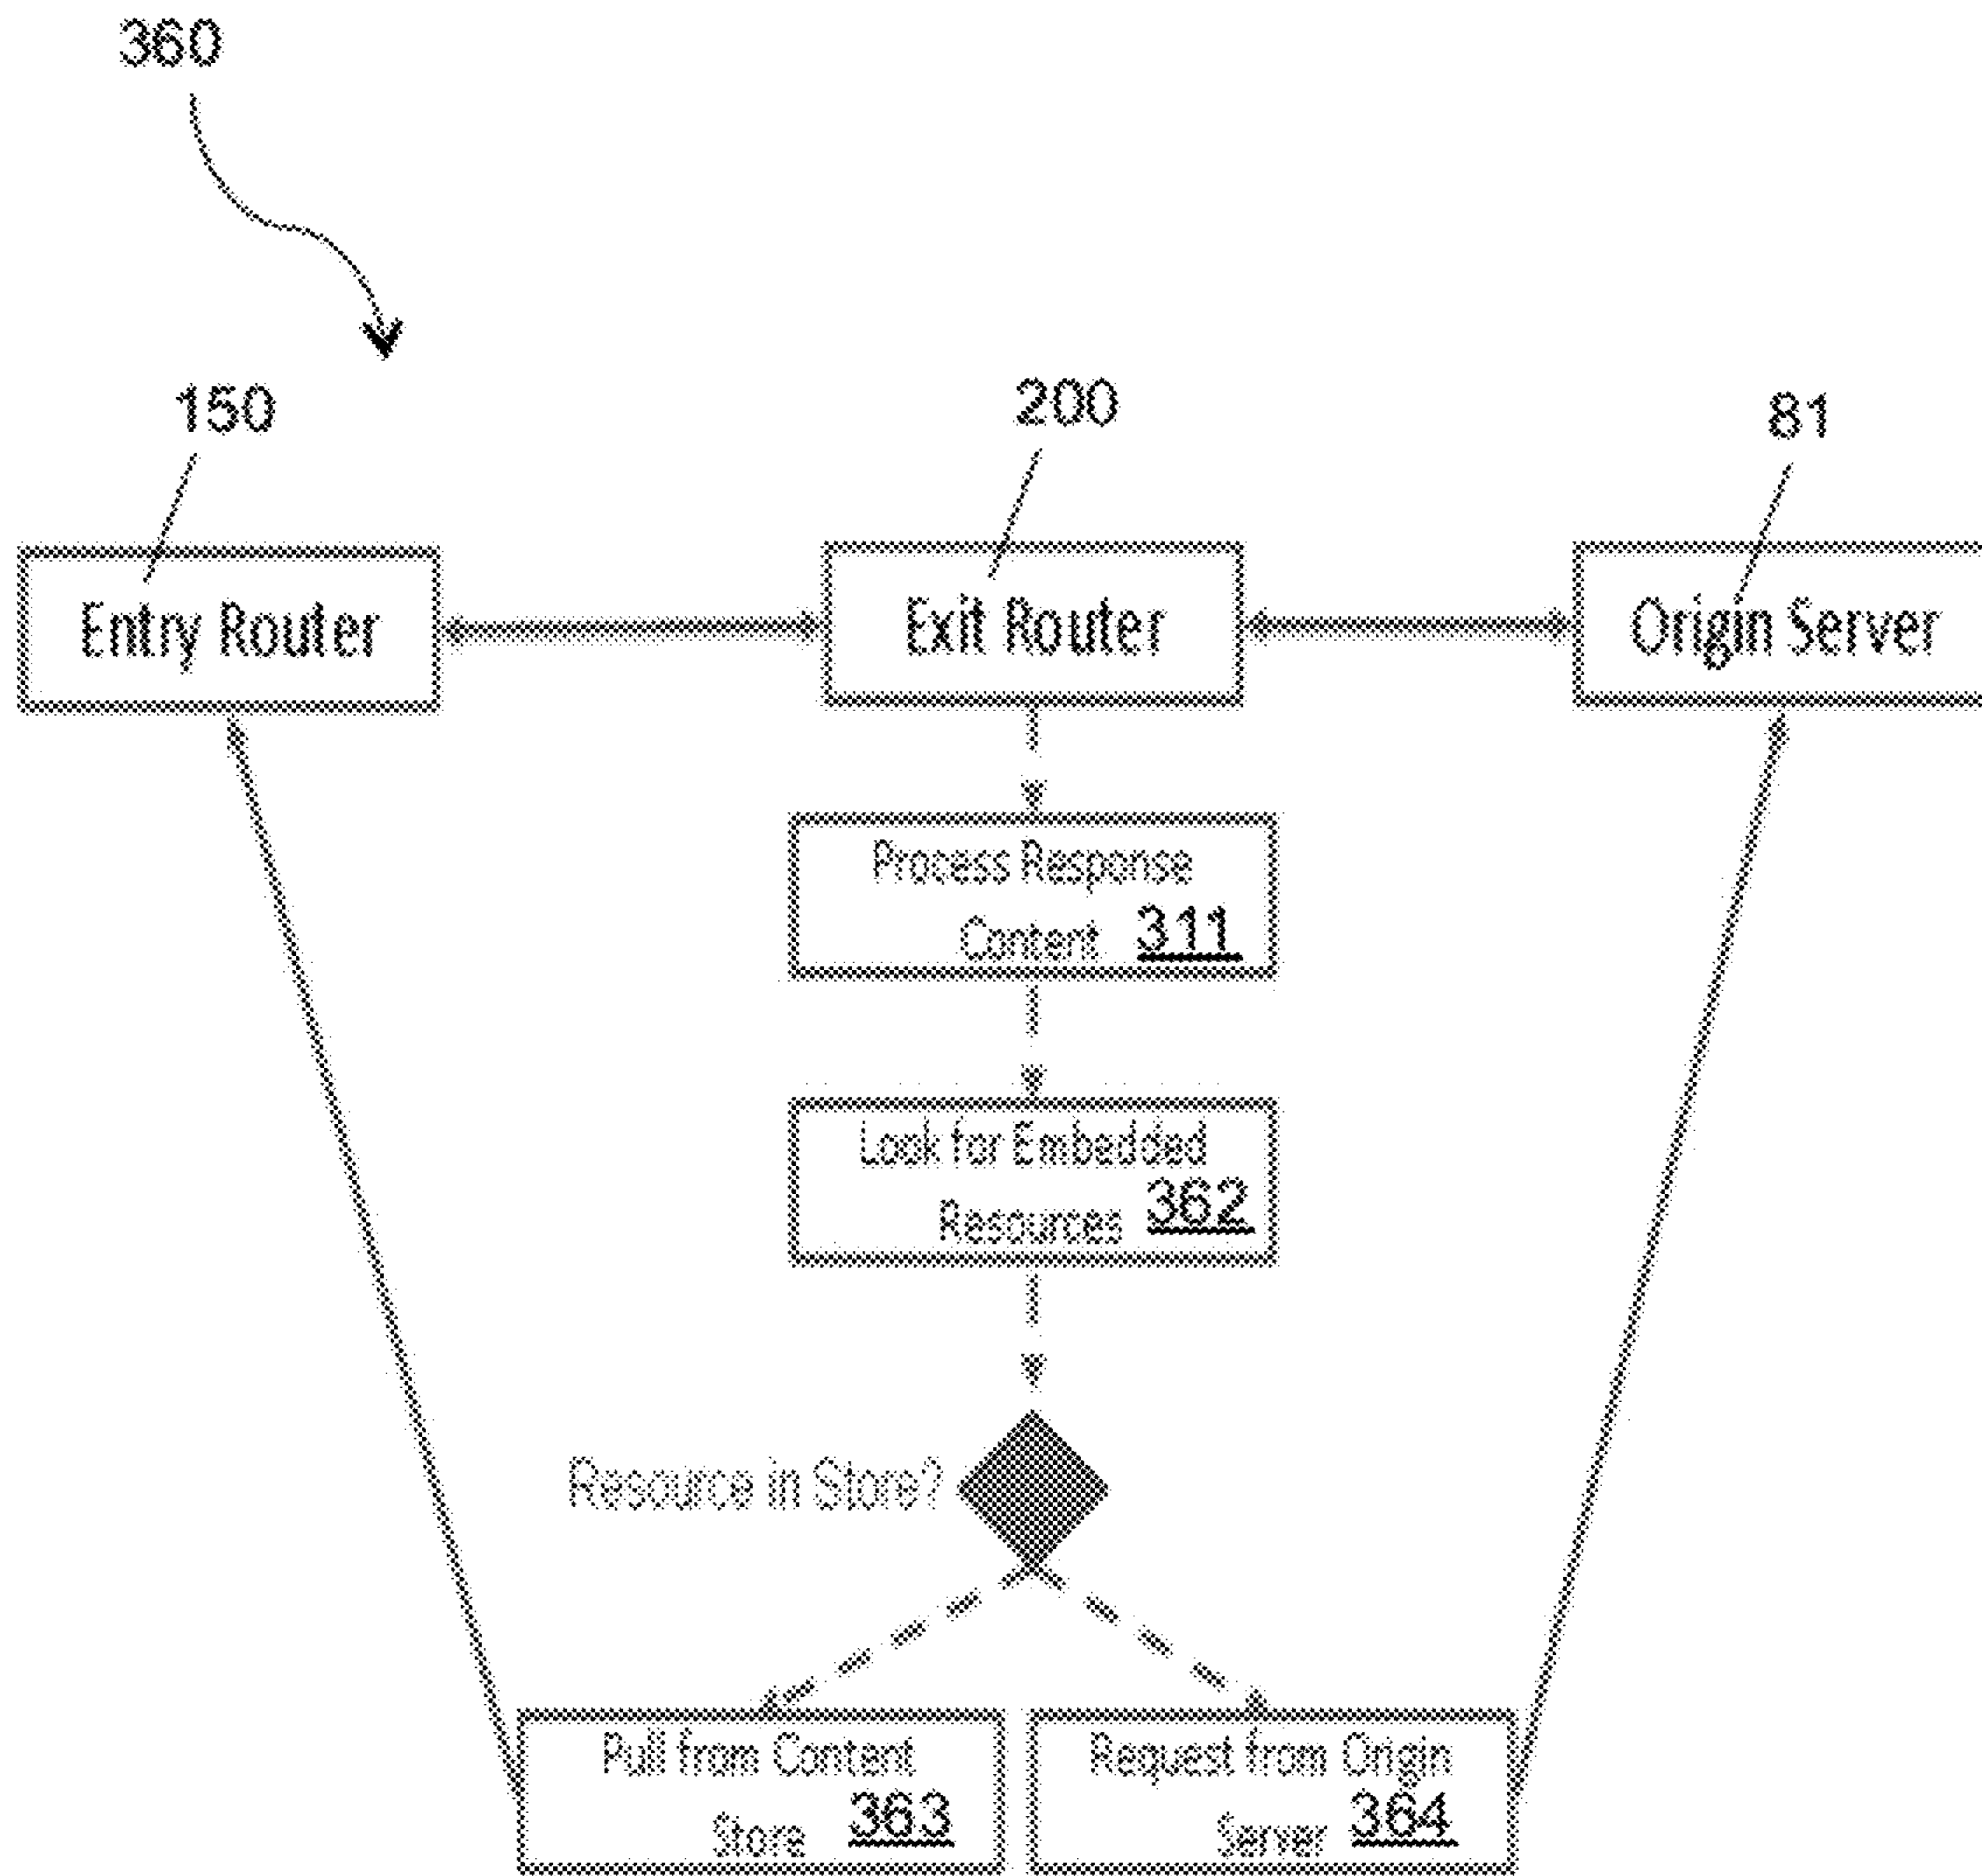 360
150
200
81
Entry Router
Exit Router
Origin Server
Process Response
Content 311
Look for Embedded
Resources 362
Resource in Store?
Pull from Content
Store 363
Request from Origin
Server 364